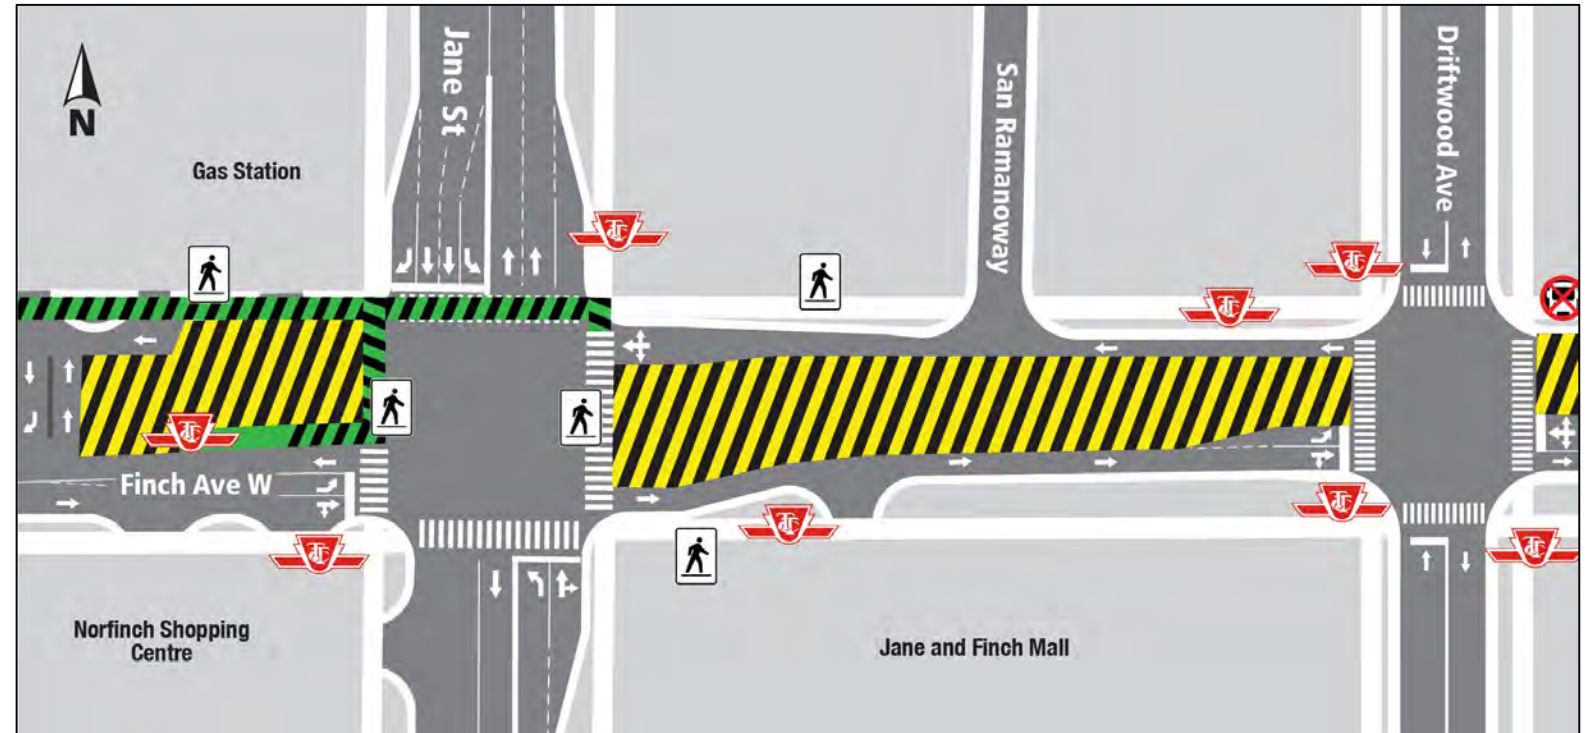 Jane St
San Ramanoway
Driftwood Ave
N
Gas Station
Finch Ave W
Norfinch Shopping
Centre
Jane and Finch Mall